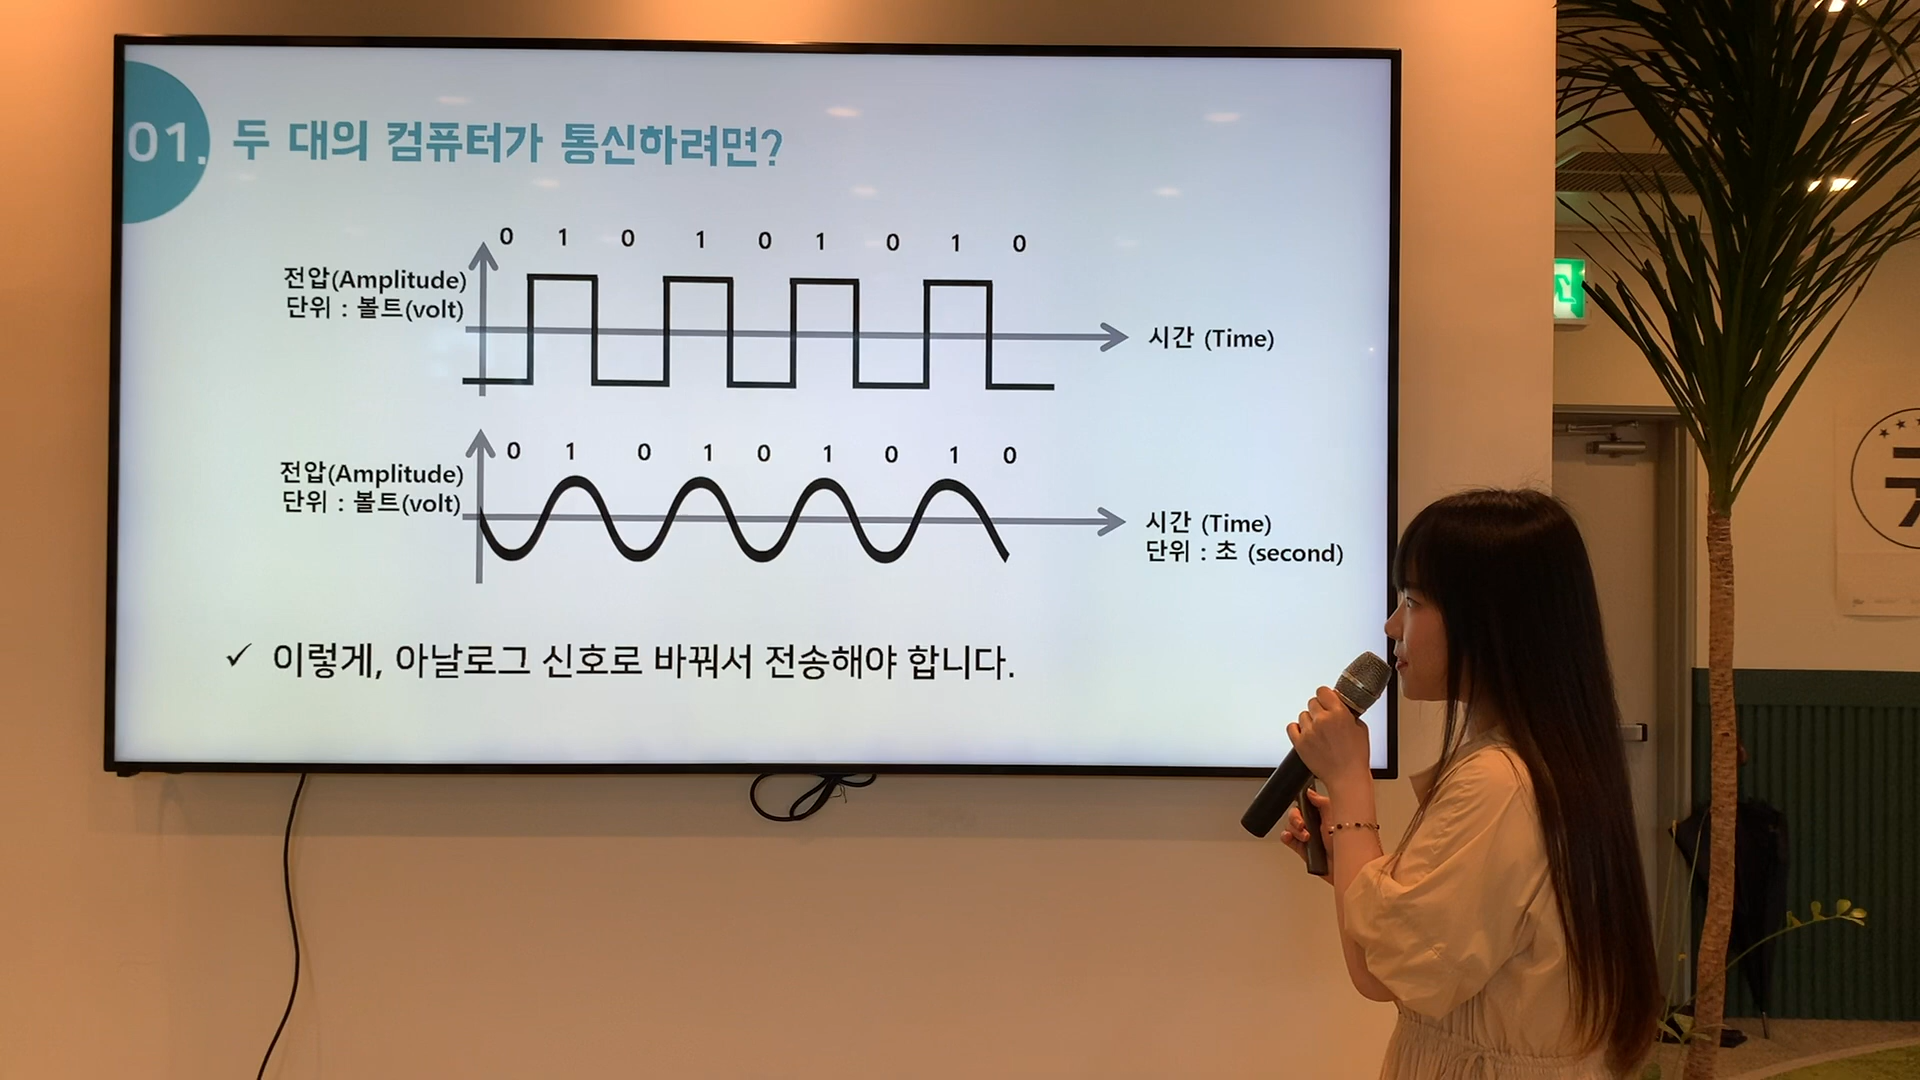 01. 두 대의 컴퓨터가 통신하려면?
0 1 0 1 0 1 0 1 0
전압(Amplitude)
단위 : 볼트(volt)
시간 (Time)
0 1 0 1 0 1 0 1 0
전압(Amplitude)
단위 : 볼트(volt)
시간 (Time)
단위 : 초 (second)
✓ 이렇게, 아날로그 신호로 바꿔서 전송해야 합니다.